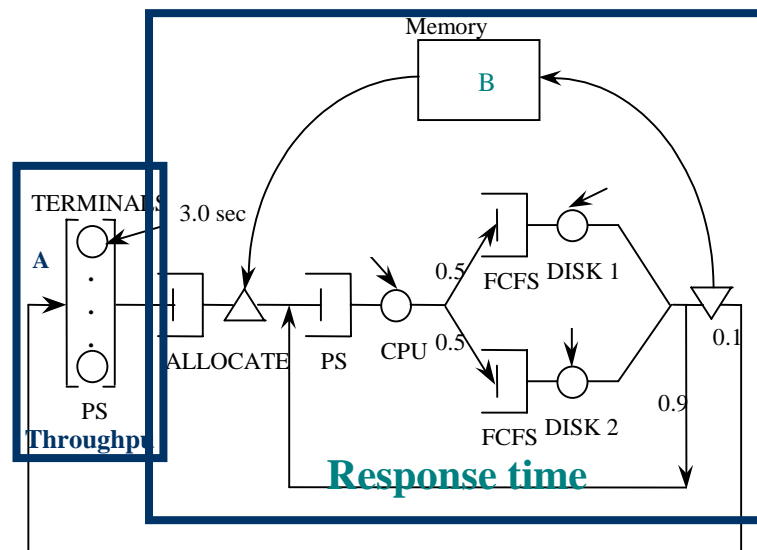 Memory
B
TERMINALS
3.0 sec
A
0.5
FCFS
DISK 1
ALLOCATE
PS
CPU
0.5
0.1
PS
FCFS
DISK 2
0.9
Throughpu
Response time